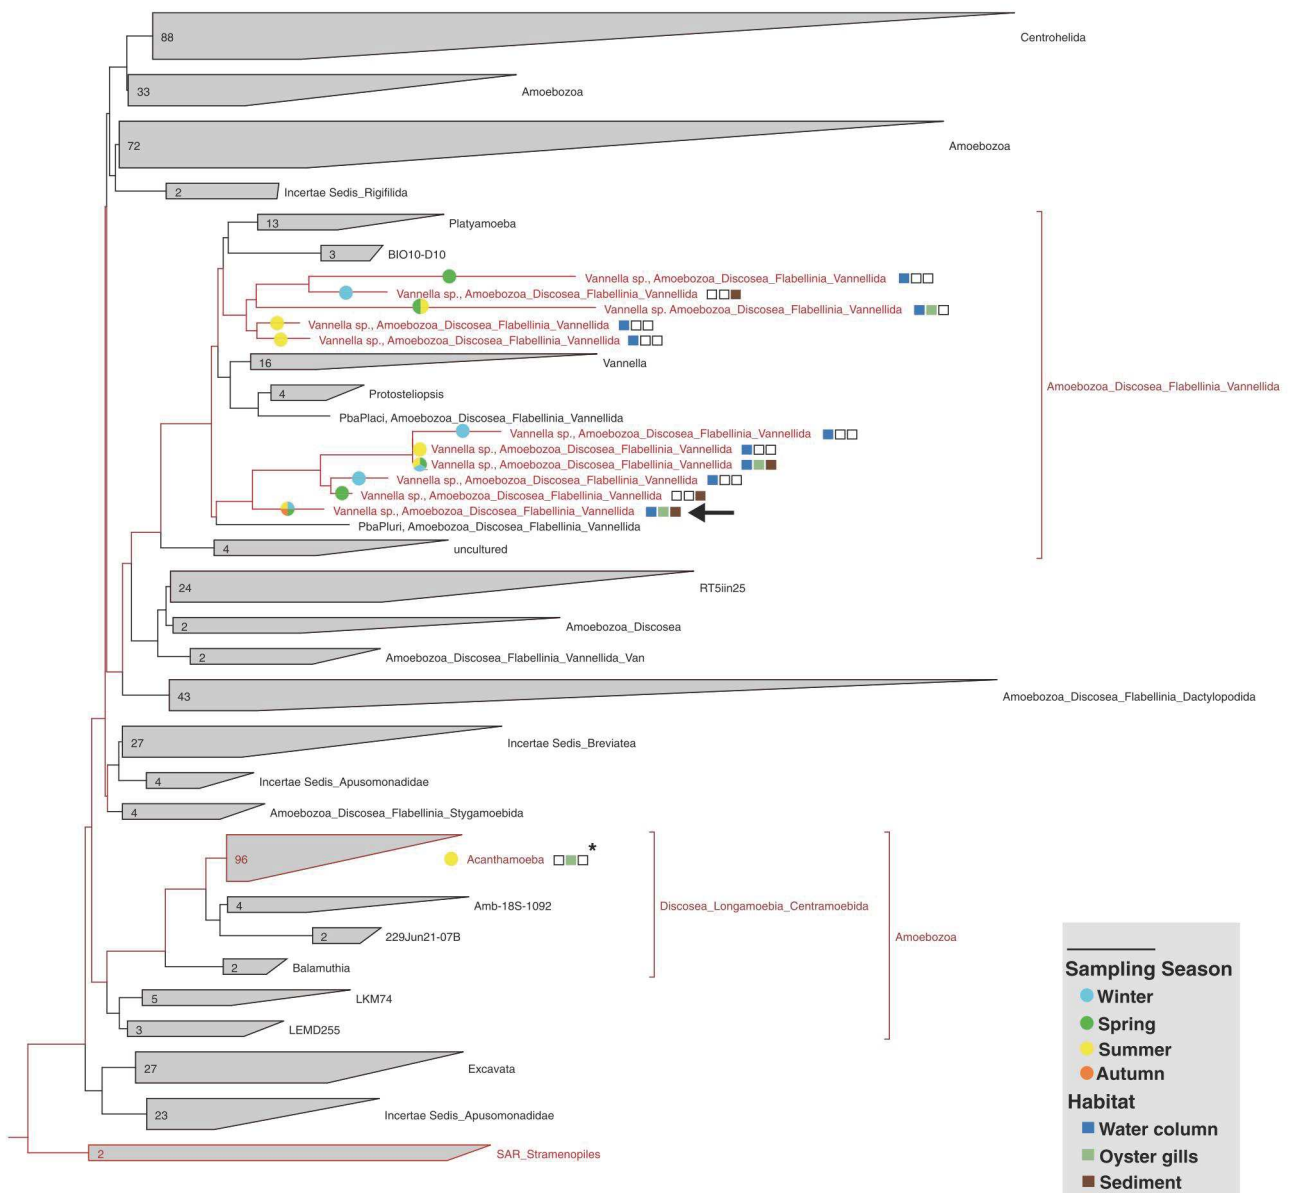 88
Centrohelida
33
Amoebozoa
72
Amoebozoa
2
Incertae Sedis_Rigifilida
13
Platyamoeba
3
BIO10-D10
Vannella sp., Amoebozoa_Discosea_Flabellinia_Vannellida
Vannella sp., Amoebozoa_Discosea_Flabellinia_Vannellida
Vannella sp. Amoebozoa_Discosea_Flabellinia_Vannellida
Vannella sp., Amoebozoa_Discosea_Flabellinia_Vannellida
Vannella sp., Amoebozoa_Discosea_Flabellinia_Vannellida
16
Vannella
4
Protosteliopsis
Amoebozoa_Discosea_Flabellinia_Vannellida
PbaPlaci, Amoebozoa_Discosea_Flabellinia_Vannellida
Vannella sp., Amoebozoa_Discosea_Flabellinia_Vannellida
Vannella sp., Amoebozoa_Discosea_Flabellinia_Vannellida
Vannella sp., Amoebozoa_Discosea_Flabellinia_Vannellida
Vannella sp., Amoebozoa_Discosea_Flabellinia_Vannellida
Vannella sp., Amoebozoa_Discosea_Flabellinia_Vannellida
Vannella sp., Amoebozoa_Discosea_Flabellinia_Vannellida
PbaPluri, Amoebozoa_Discosea_Flabellinia_Vannellida
4
uncultured
24
RT5iin25
2
Amoebozoa_Discosea
2
Amoebozoa_Discosea_Flabellinia_Vannellida_Van
43
Amoebozoa_Discosea_Flabellinia_Dactylopodida
27
Incertae Sedis_Breviatea
4
Incertae Sedis_Apusomonadidae
4
Amoebozoa_Discosea_Flabellinia_Stygamoebida
96
Acanthamoeba *
4
Amb-18S-1092
Discosea_Longamoebia_Centramoebida
2
229Jun21-07B
Amoebozoa
2
Balamuthia
5
LKM74
3
LEMD255
27
Excavata
23
Incertae Sedis_Apusomonadidae
2
SAR_Stramenopiles
Sampling Season
Winter
Spring
Summer
Autumn
Habitat
Water column
Oyster gills
Sediment